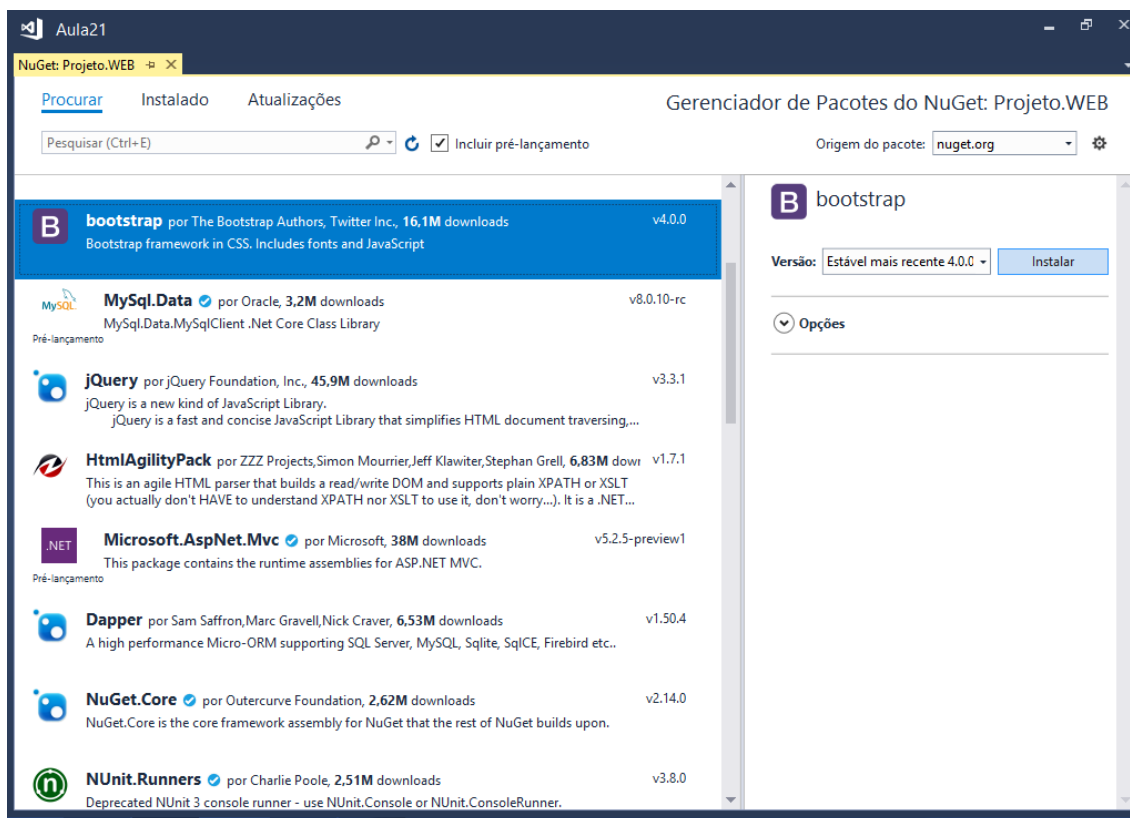 Aula21
NuGet: Projeto.WEB
Procurar Instalado Atualizações
Gerenciador de Pacotes do NuGet: Projeto.WEB
Pesquisar (Ctrl+E)
Incluir pré-lançamento
Origem do pacote: nuget.org
B
bootstrap por The Bootstrap Authors, Twitter Inc., 16,1M downloads v4.0.0
Bootstrap framework in CSS. Includes fonts and JavaScript
MySQL
MySql.Data por Oracle, 3,2M downloads v8.0.10-rc
MySql.Data.MySqlClient .Net Core Class Library
Pré-lançamento
jQuery por jQuery Foundation, Inc., 45,9M downloads v3.3.1
jQuery is a new kind of JavaScript Library.
jQuery is a fast and concise JavaScript Library that simplifies HTML document traversing,...
HtmlAgilityPack por ZZZ Projects,Simon Mourrier,Jeff Klawiter,Stephan Grell, 6,83M down v1.7.1
This is an agile HTML parser that builds a read/write DOM and supports plain XPATH or XSLT
(you actually don't HAVE to understand XPATH nor XSLT to use it, don't worry...). It is a .NET...
.NET
Microsoft.AspNet.Mvc por Microsoft, 38M downloads v5.2.5-preview1
This package contains the runtime assemblies for ASP.NET MVC.
Pré-lançamento
Dapper por Sam Saffron,Marc Gravell,Nick Craver, 6,53M downloads v1.50.4
A high performance Micro-ORM supporting SQL Server, MySQL, Sqlite, SqlCE, Firebird etc..
NuGet.Core por Outercurve Foundation, 2,62M downloads v2.14.0
NuGet.Core is the core framework assembly for NuGet that the rest of NuGet builds upon.
n
NUnit.Runners por Charlie Poole, 2,51M downloads v3.8.0
Deprecated NUnit 3 console runner - use NUnit.Console or NUnit.ConsoleRunner.
B
bootstrap
Versão: Estável mais recente 4.0.0 Instalar
Opções